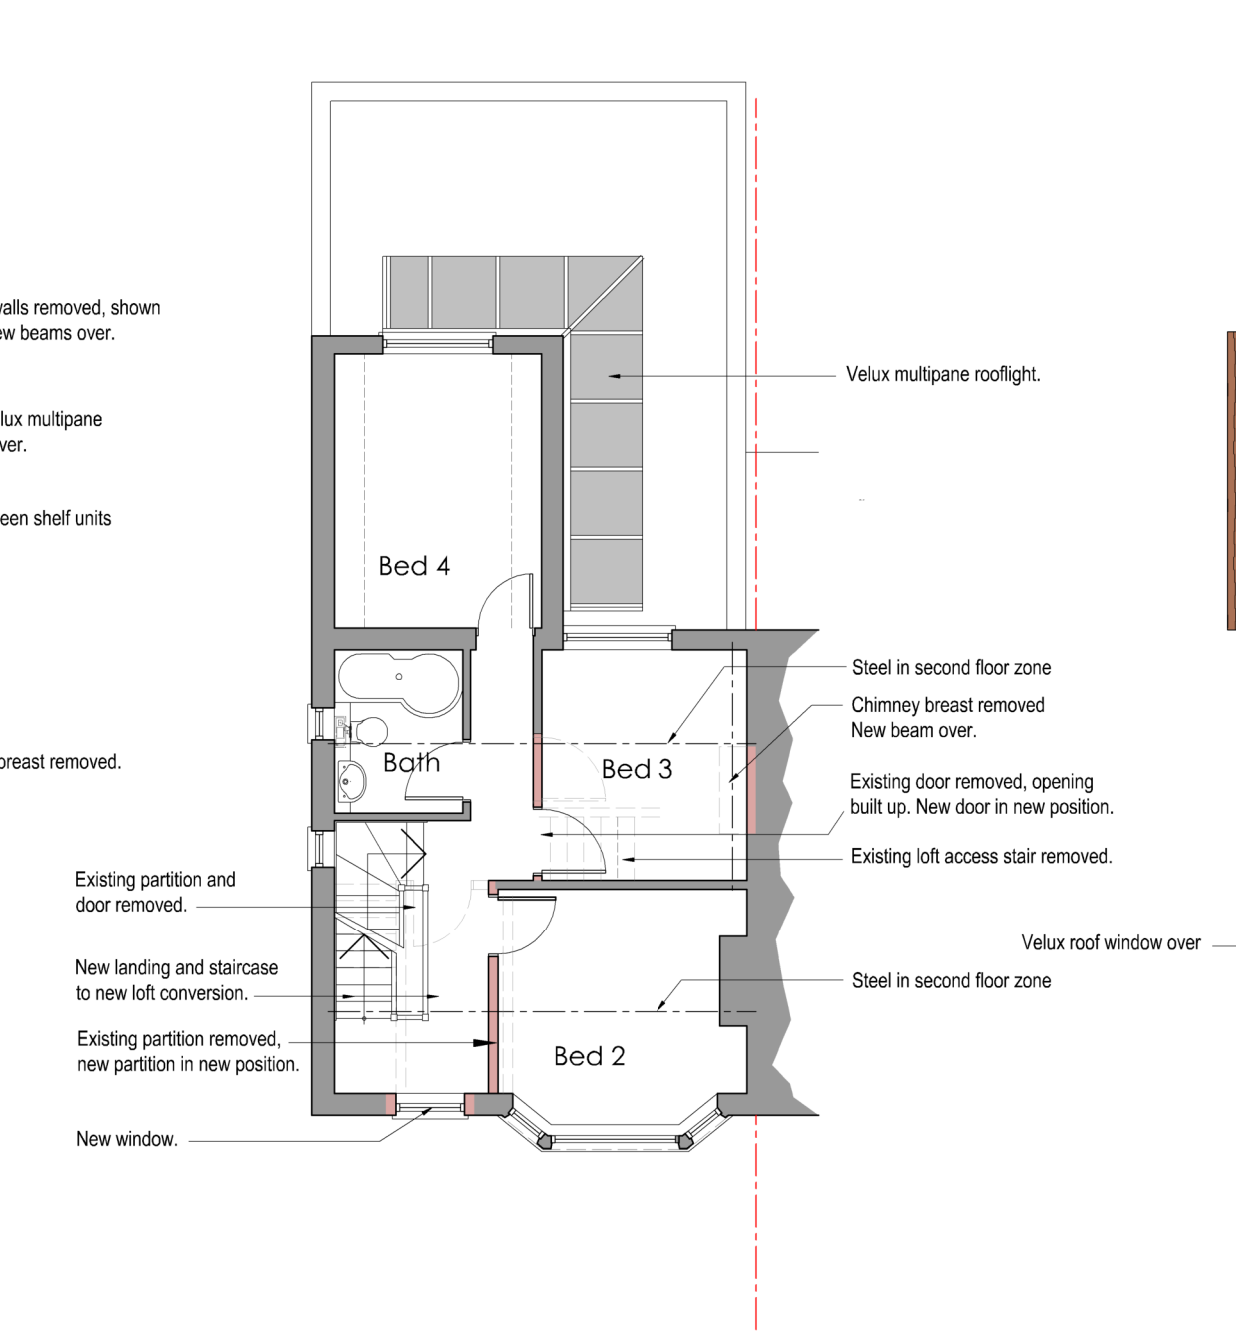 walls removed, shown
ew beams over.
lux multipane
ver.
een shelf units
breast removed.
Existing partition and
door removed.
New landing and staircase
to new loft conversion.
Existing partition removed,
new partition in new position.
New window.
Bed 4
Bath
Bed 3
Bed 2
Velux multipane rooflight.
Steel in second floor zone
Chimney breast removed
New beam over.
Existing door removed, opening
built up. New door in new position.
Existing loft access stair removed.
Steel in second floor zone
Velux roof window over